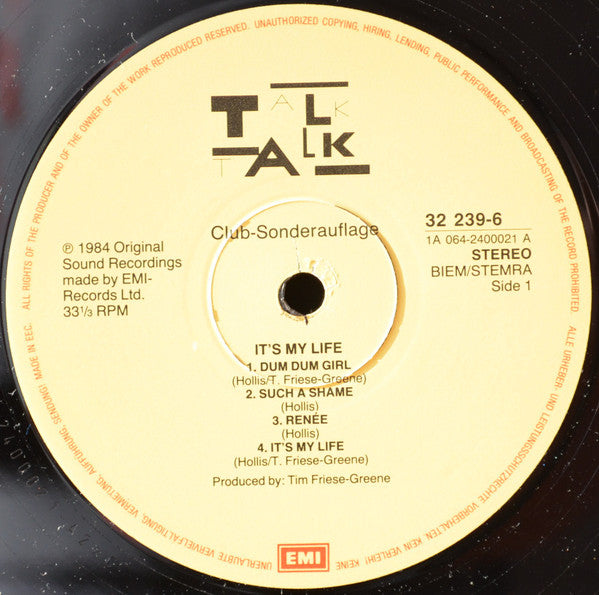 ALL RIGHTS OF THE PRODUCER AND OF THE OWNER OF THE WORK REPRODUCED RESERVED. UNAUTHORIZED COPYING, HIRING, LENDING, PUBLIC PERFORMANCE AND BROADCASTING OF THE RECORD PROHIBITED. ALLE URHEBER- UND LEISTUNGSSCHUTZRECHTE VORBEHALTEN KEIN VERLEIH! KEINE UNERLAUBTE VERVIELFÄLTIGUNG, VERMIETUNG, AUFFÜHRUNG, SENDUNG! MADE IN EEC.
TALK
TALK
Club-Sonderauflage
℗ 1984 Original
Sound Recordings
made by EMI-
Records Ltd.
33⅓ RPM
32 239-6
1A 064-2400021 A
STEREO
BIEM/STEMRA
Side 1
IT'S MY LIFE
1. DUM DUM GIRL
(Hollis/T. Friese-Greene)
2. SUCH A SHAME
(Hollis)
3. RENÉE
(Hollis)
4. IT'S MY LIFE
(Hollis/T. Friese-Greene)
Produced by: Tim Friese-Greene
EMI